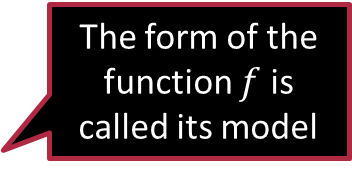 The form of the
function f is
called its model